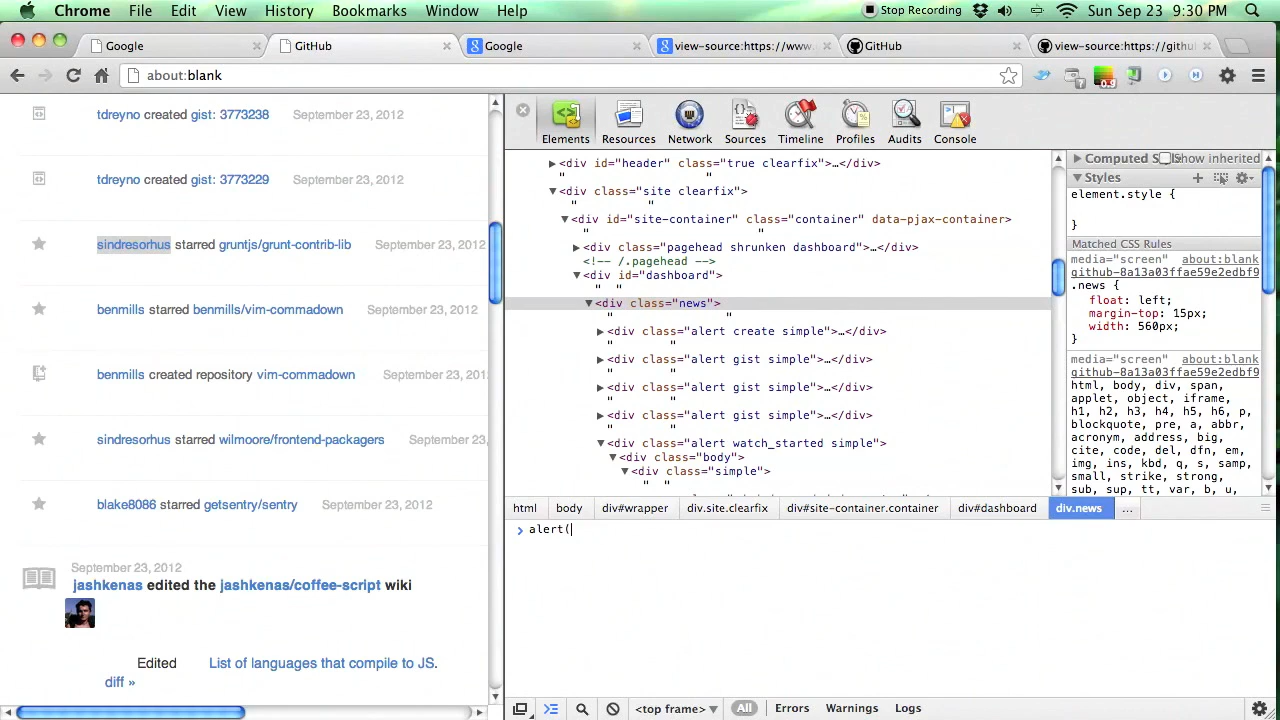 Chrome File Edit View History Bookmarks Window Help Stop Recording Sun Sep 23 9:30 PM
Google GitHub Google view-source:https://www. GitHub view-source:https://githu
about:blank
tdreyno created gist: 3773238 September 23, 2012
tdreyno created gist: 3773229 September 23, 2012
sindresorhus starred gruntjs/grunt-contrib-lib September 23, 2012
benmills starred benmills/vim-commadown September 23, 2012
benmills created repository vim-commadown September 23, 201
sindresorhus starred wilmoore/frontend-packagers September 23,
blake8086 starred getsentry/sentry September 23, 2012
September 23, 2012
jashkenas edited the jashkenas/coffee-script wiki
Edited List of languages that compile to JS.
diff »
Elements Resources Network Sources Timeline Profiles Audits Console
▶<div id="header" class="true clearfix">…</div>
" "
▼<div class="site clearfix">
" "
▼<div id="site-container" class="container" data-pjax-container>
" "
▶<div class="pagehead shrunken dashboard">…</div>
<!-- /.pagehead -->
▼<div id="dashboard">
" "
▼<div class="news">
" "
▶<div class="alert create simple">…</div>
" "
▶<div class="alert gist simple">…</div>
" "
▶<div class="alert gist simple">…</div>
" "
▶<div class="alert gist simple">…</div>
" "
▼<div class="alert watch_started simple">
▼<div class="body">
▼<div class="simple">
" "
▶ Computed Show inherited
▼ Styles
element.style {
}
Matched CSS Rules
media="screen" about:blank
github-8a13a03ffae59e2edbf9
.news {
float: left;
margin-top: 15px;
width: 560px;
}
media="screen" about:blank
github-8a13a03ffae59e2edbf9
html, body, div, span,
applet, object, iframe,
h1, h2, h3, h4, h5, h6, p,
blockquote, pre, a, abbr,
acronym, address, big,
cite, code, del, dfn, em,
img, ins, kbd, q, s, samp,
small, strike, strong,
sub, sup, tt, var, b, u,
html body div#wrapper div.site.clearfix div#site-container.container div#dashboard div.news ...
> alert(
<top frame> ▼ All Errors Warnings Logs